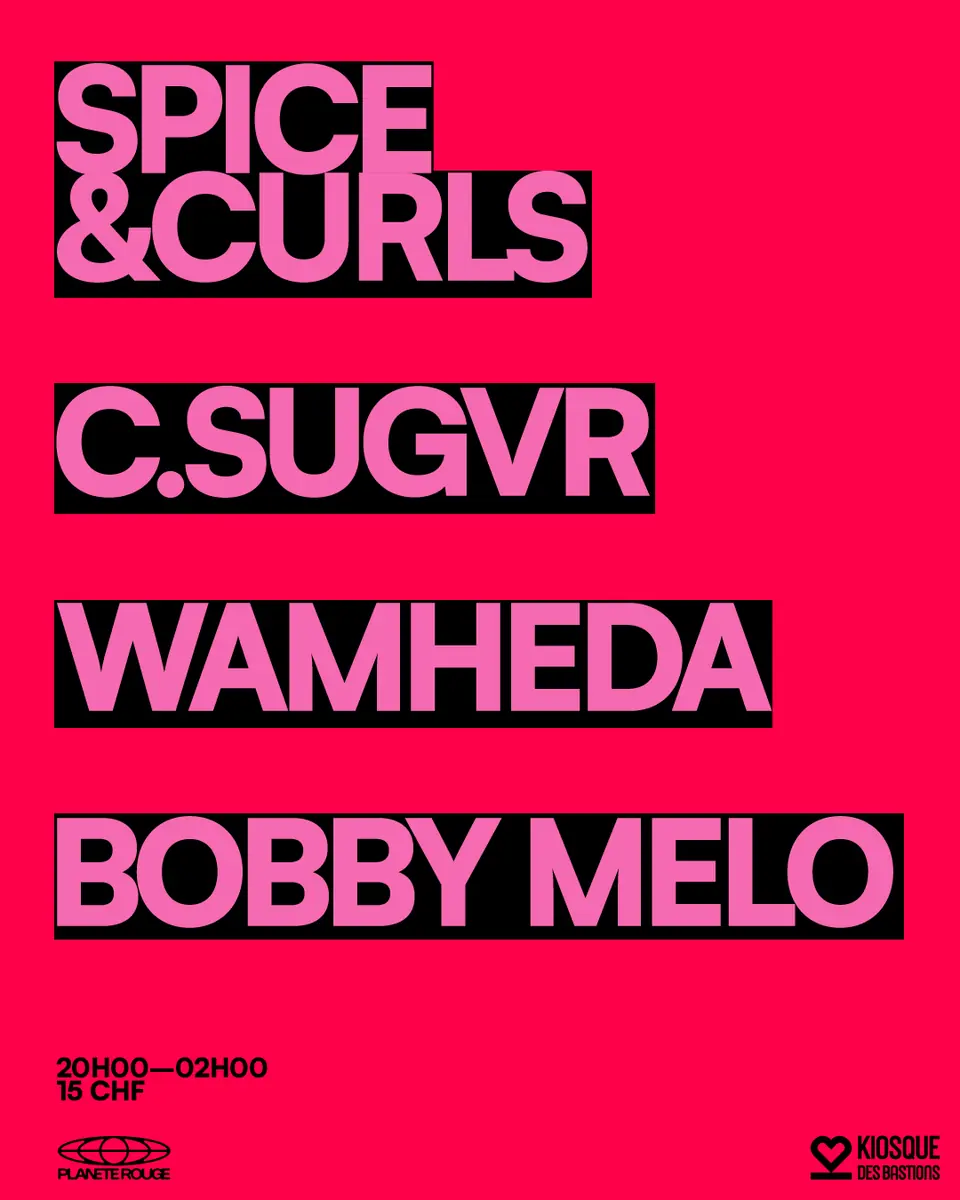 SPICE
&CURLS
C.SUGVR
WAMHEDA
BOBBY MELO
20H00—02H00
15 CHF
PLANETE ROUGE
KIOSQUE
DES BASTIONS